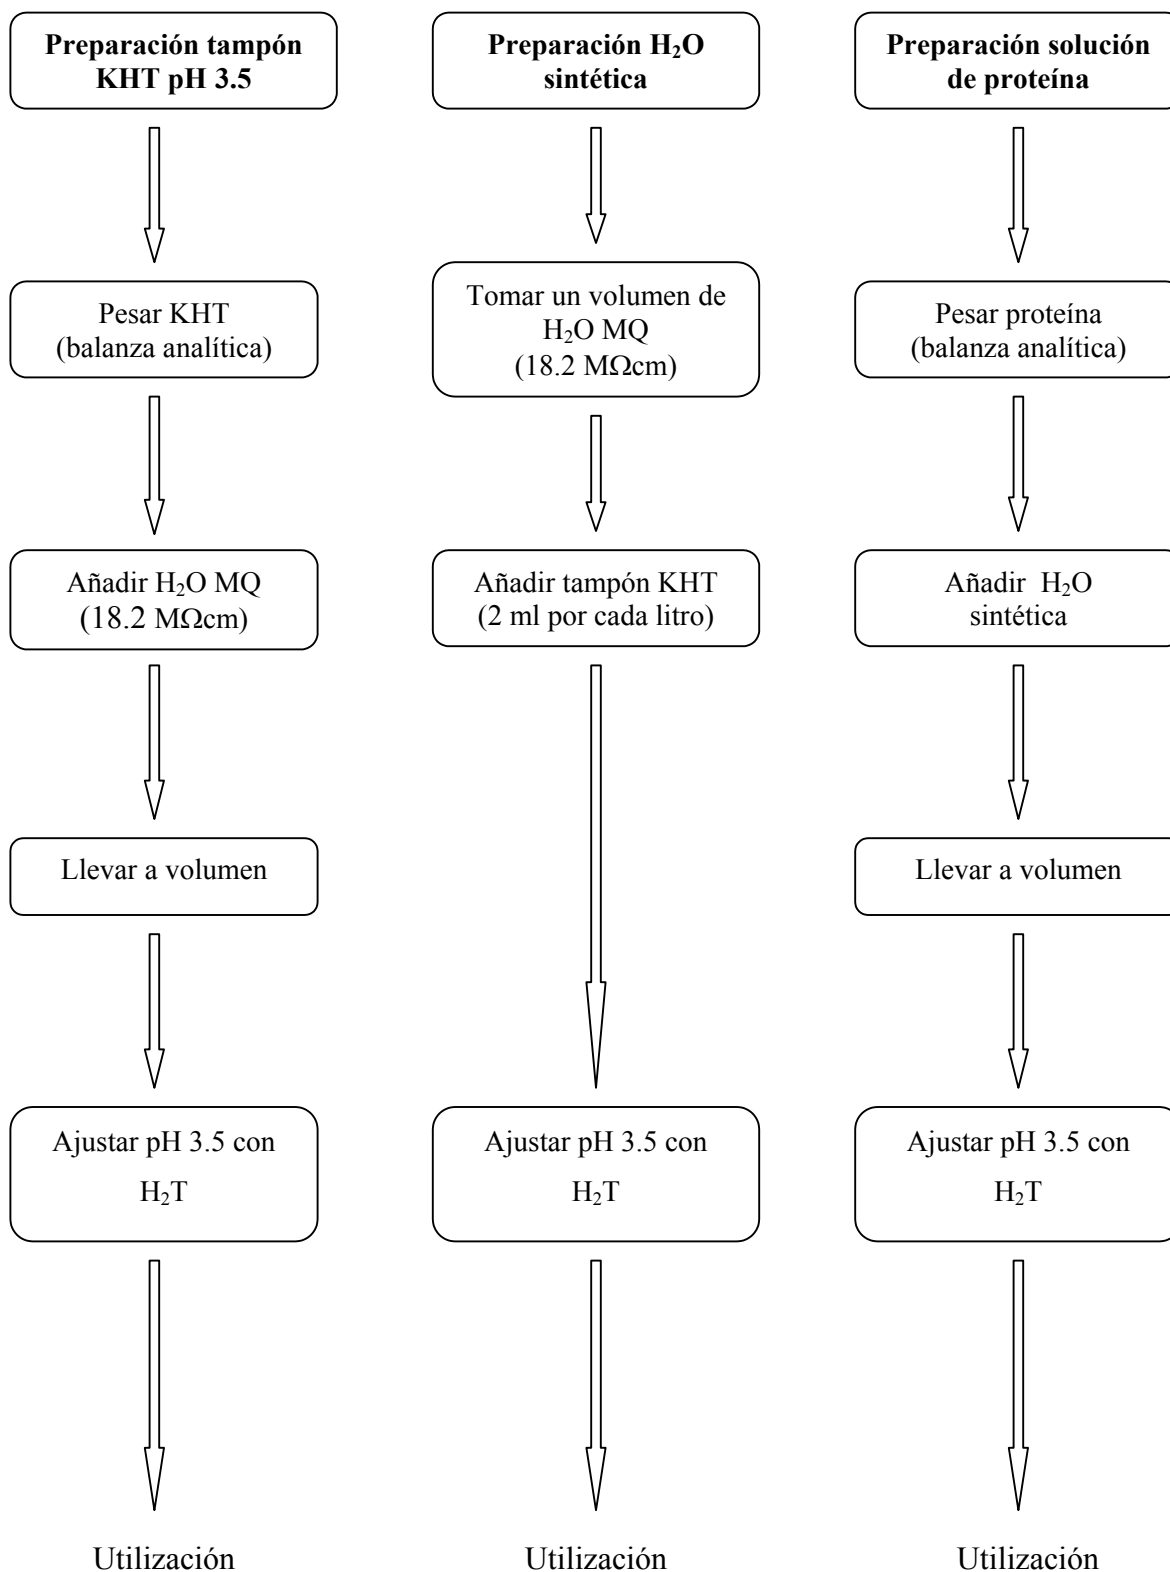 Preparación tampón
KHT pH 3.5
Pesar KHT
(balanza analítica)
Añadir H₂O MQ
(18.2 MΩcm)
Llevar a volumen
Ajustar pH 3.5 con
H₂T
Utilización
Preparación H₂O
sintética
Tomar un volumen de
H₂O MQ
(18.2 MΩcm)
Añadir tampón KHT
(2 ml por cada litro)
Ajustar pH 3.5 con
H₂T
Utilización
Preparación solución
de proteína
Pesar proteína
(balanza analítica)
Añadir H₂O
sintética
Llevar a volumen
Ajustar pH 3.5 con
H₂T
Utilización